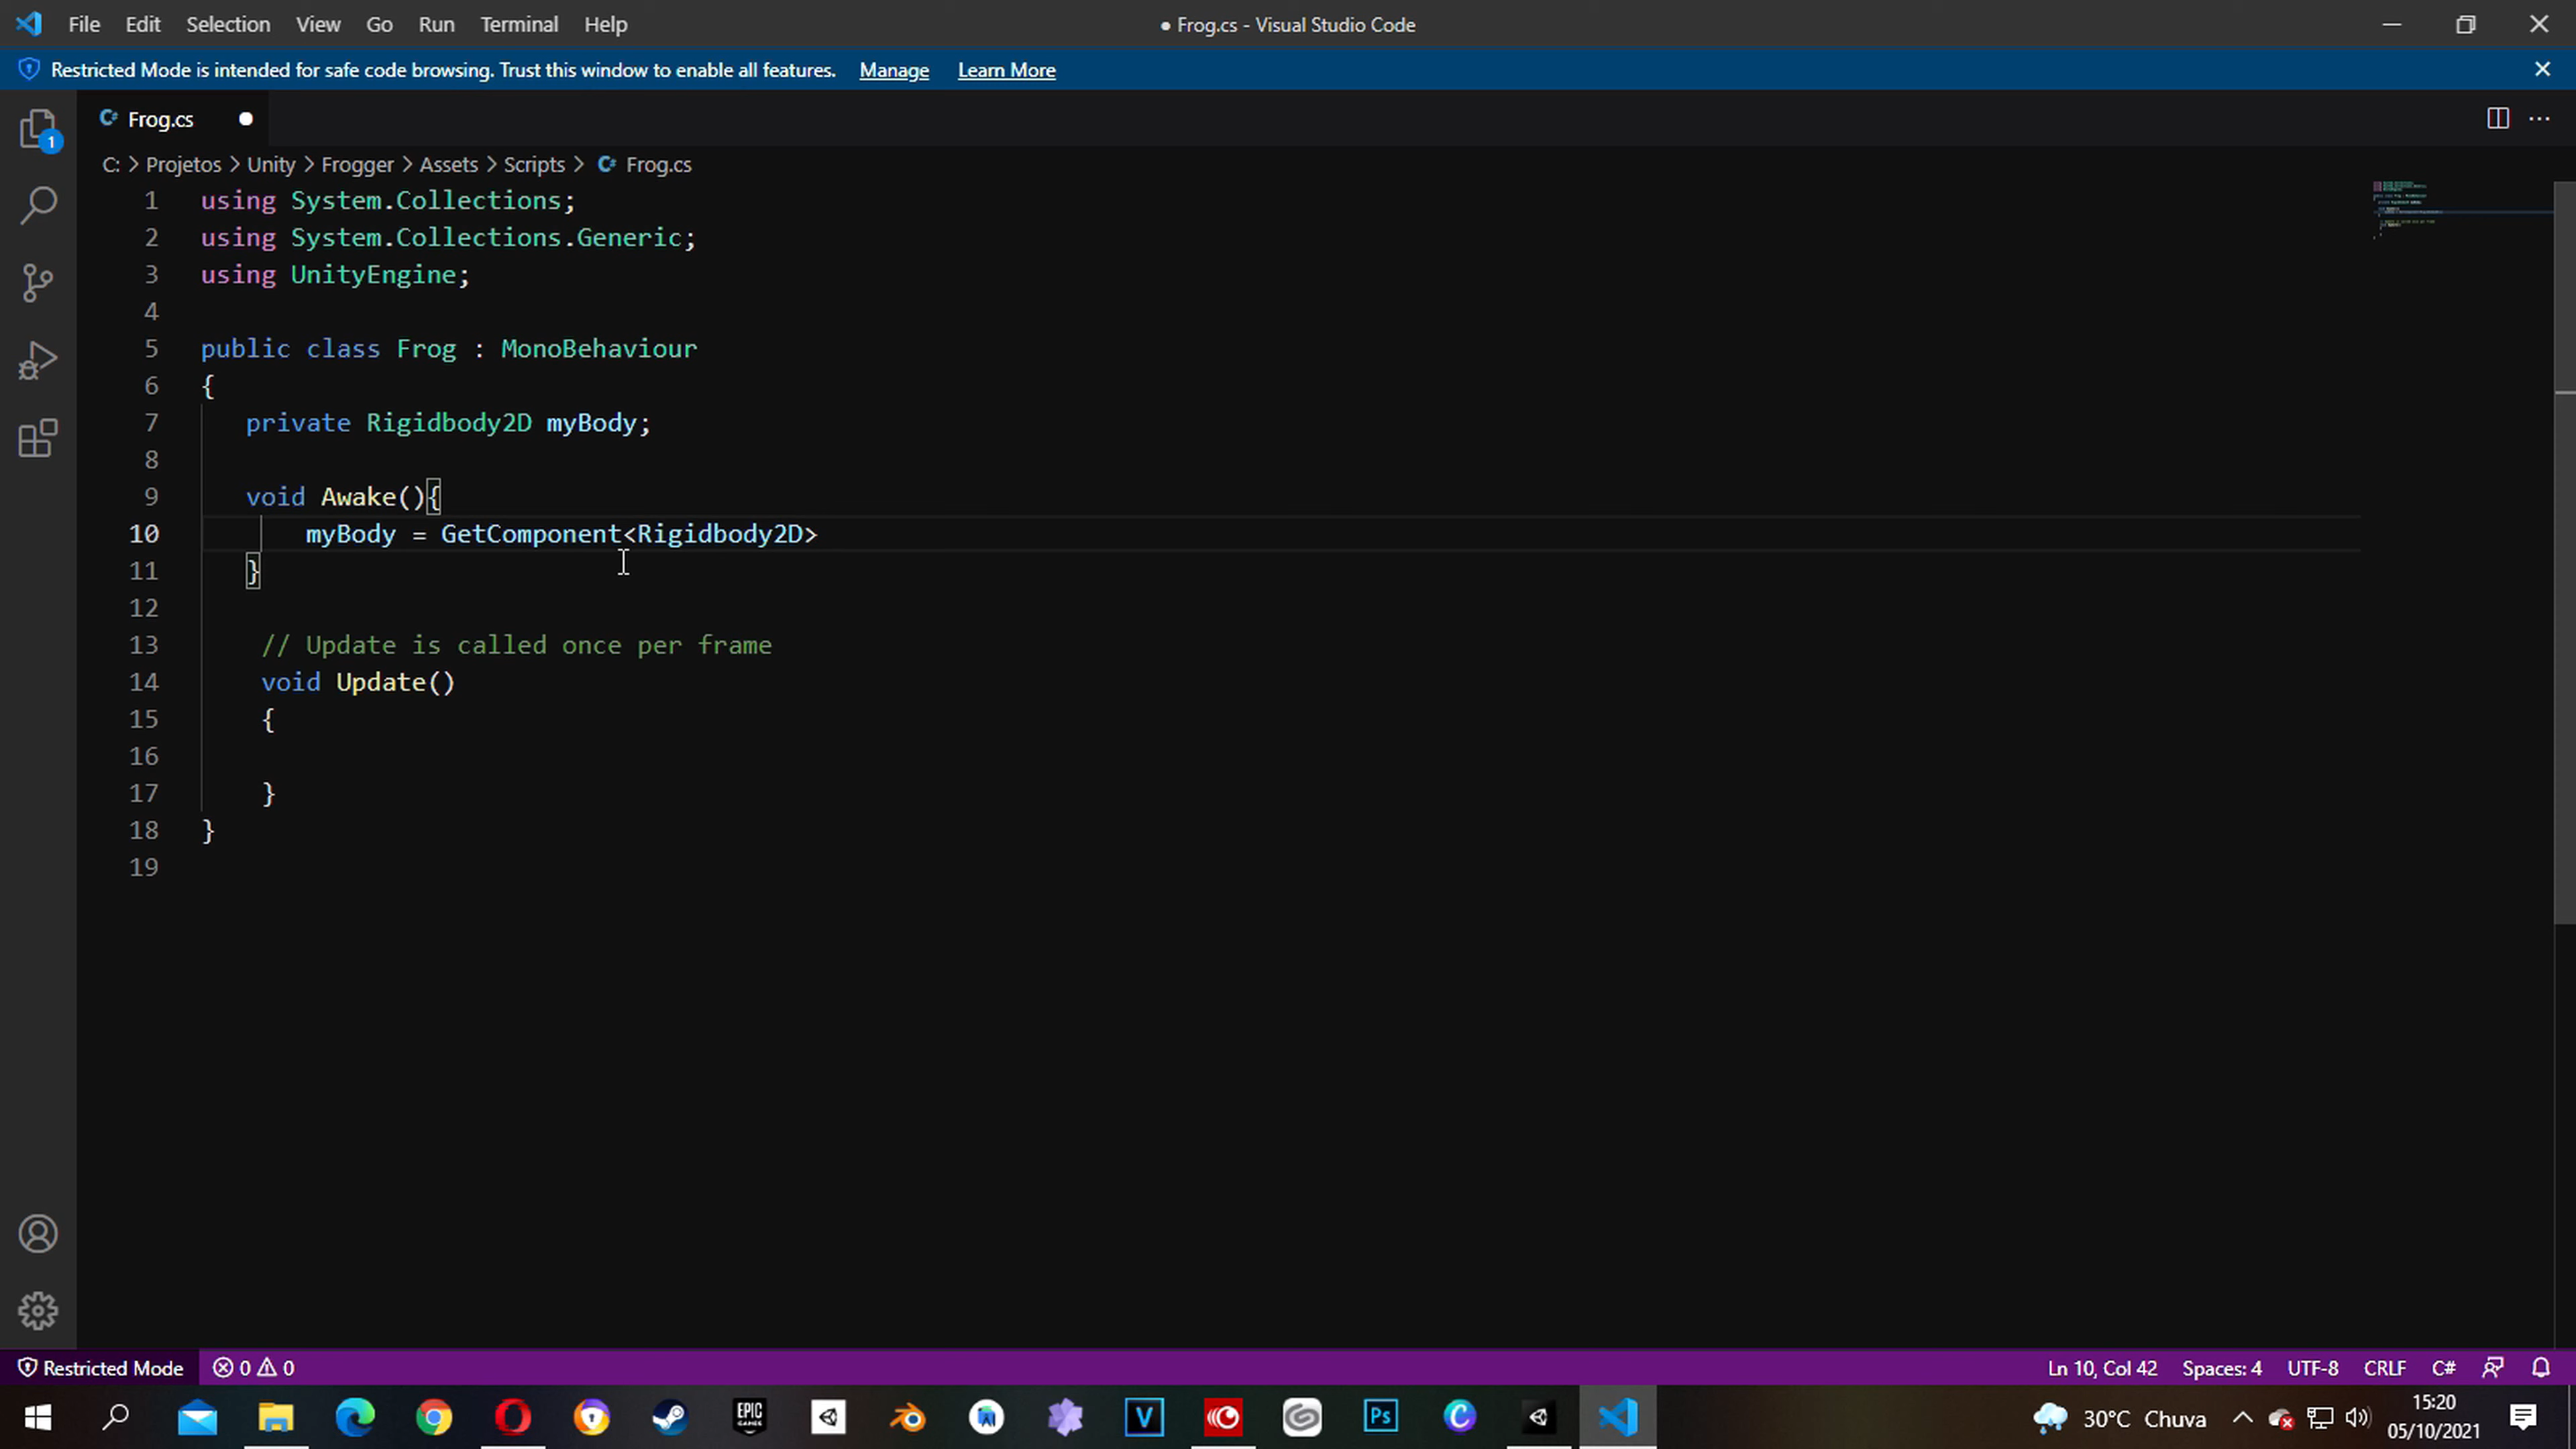 File Edit Selection View Go Run Terminal Help ● Frog.cs - Visual Studio Code
Restricted Mode is intended for safe code browsing. Trust this window to enable all features. Manage Learn More
1
Frog.cs
C: > Projetos > Unity > Frogger > Assets > Scripts > Frog.cs
1 using System.Collections;
2 using System.Collections.Generic;
3 using UnityEngine;
4
5 public class Frog : MonoBehaviour
6 {
7 private Rigidbody2D myBody;
8
9 void Awake(){
10 myBody = GetComponent<Rigidbody2D>
11 }
12
13 // Update is called once per frame
14 void Update()
15 {
16
17 }
18 }
19
Restricted Mode 0 0 Ln 10, Col 42 Spaces: 4 UTF-8 CRLF C#
EPIC GAMES V Ps C 30°C Chuva 15:20
05/10/2021